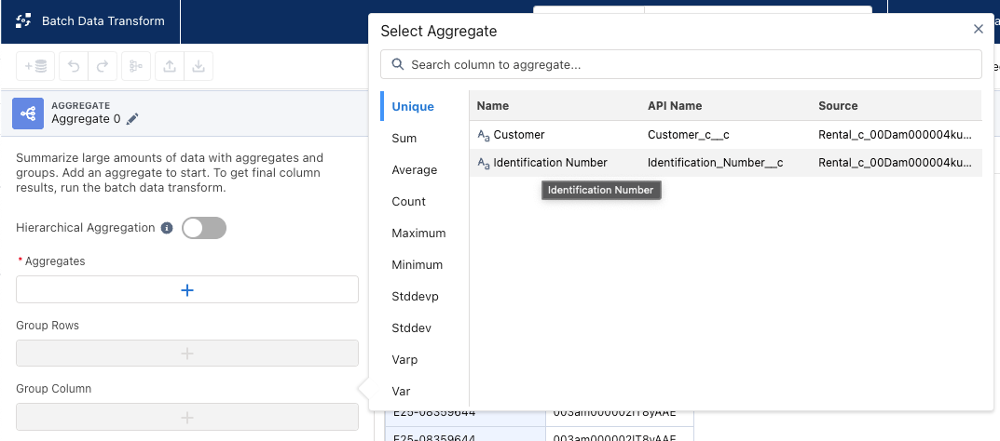 Batch Data Transform
Select Aggregate
Search column to aggregate...
AGGREGATE
Aggregate 0
Summarize large amounts of data with aggregates and
groups. Add an aggregate to start. To get final column
results, run the batch data transform.
Hierarchical Aggregation
* Aggregates
Group Rows
Group Column
Unique
Sum
Average
Count
Maximum
Minimum
Stddevp
Stddev
Varp
Var
Name API Name Source
Customer Customer_c__c Rental_c_00Dam000004ku...
Identification Number Identification_Number__c Rental_c_00Dam000004ku...
Identification Number
E25-08359644 003am000002IT8yAAE
E25-08359644 003am000002IT8yAAE